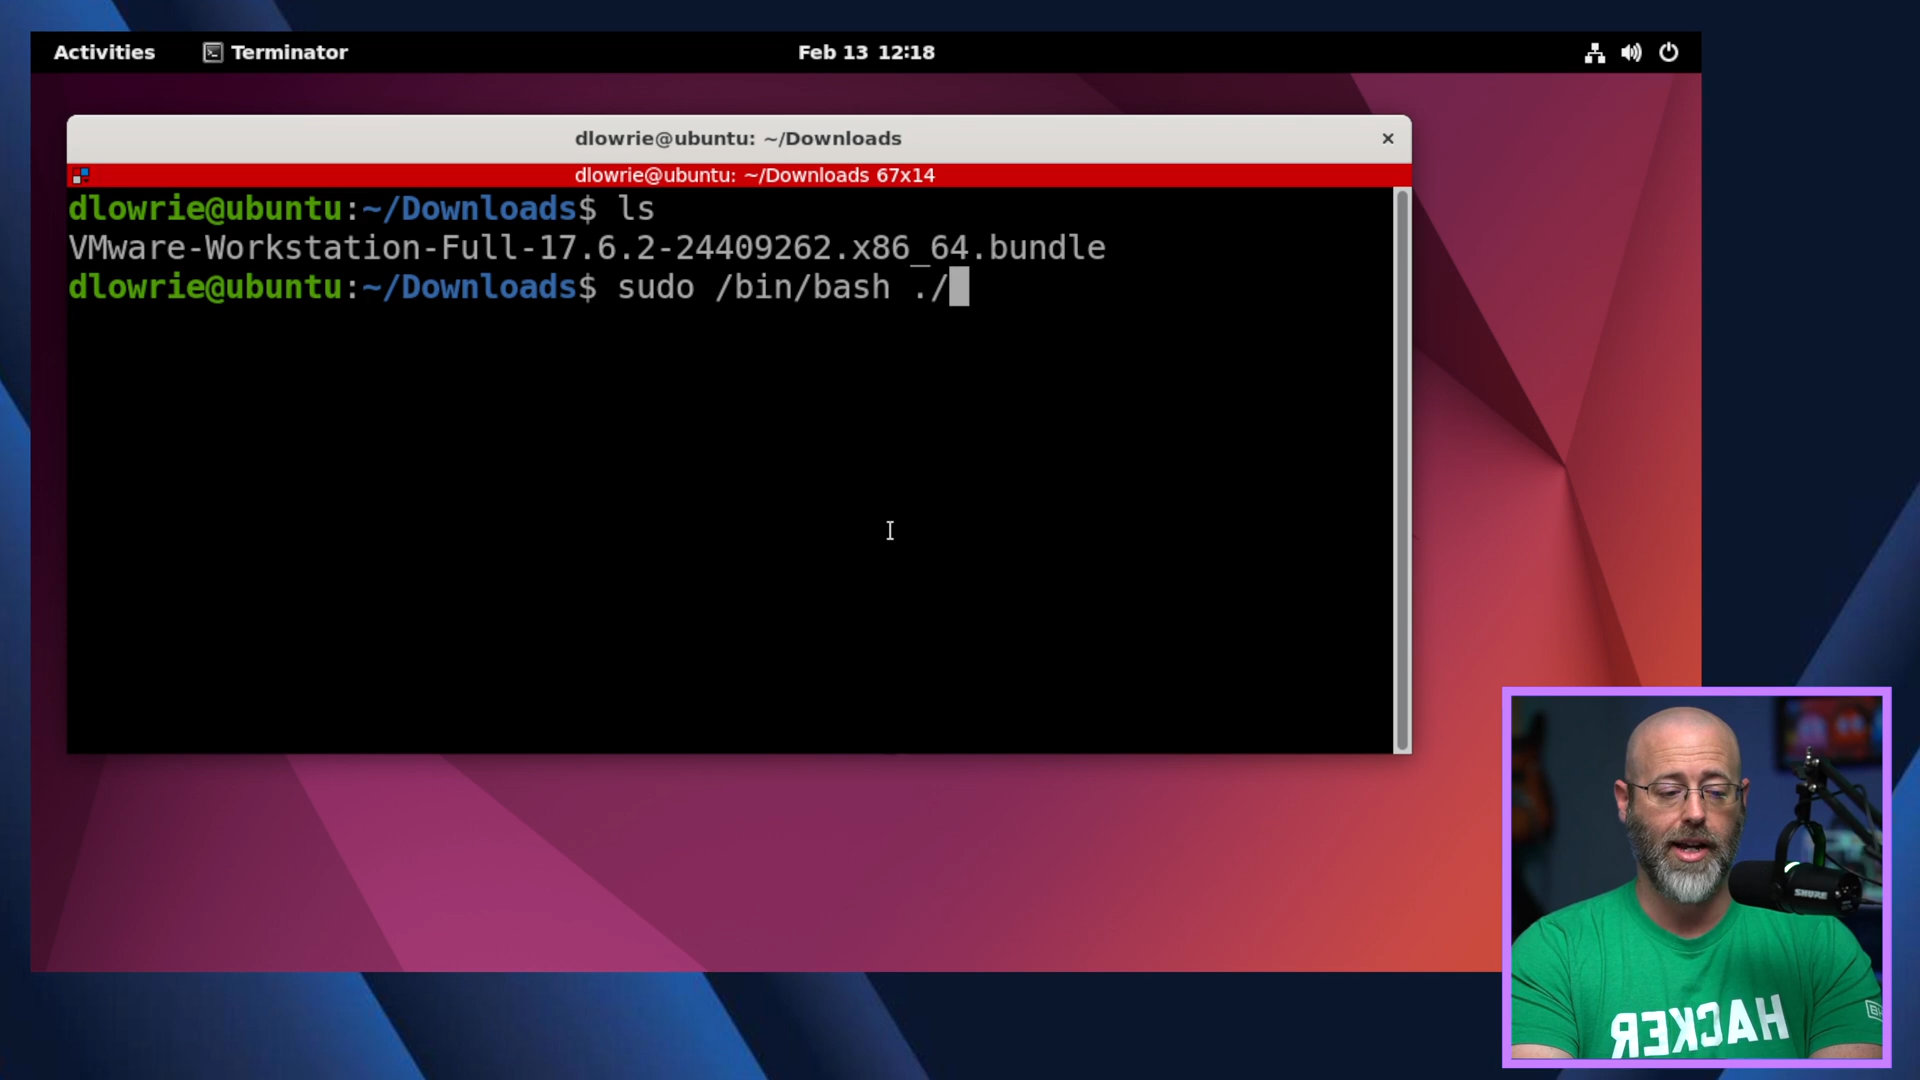 Activities
Terminator
Feb 13 12:18
dlowrie@ubuntu: ~/Downloads
×
dlowrie@ubuntu: ~/Downloads 67x14
dlowrie@ubuntu:~/Downloads$ ls
VMware-Workstation-Full-17.6.2-24409262.x86_64.bundle
dlowrie@ubuntu:~/Downloads$ sudo /bin/bash ./
SHURE
HACKER